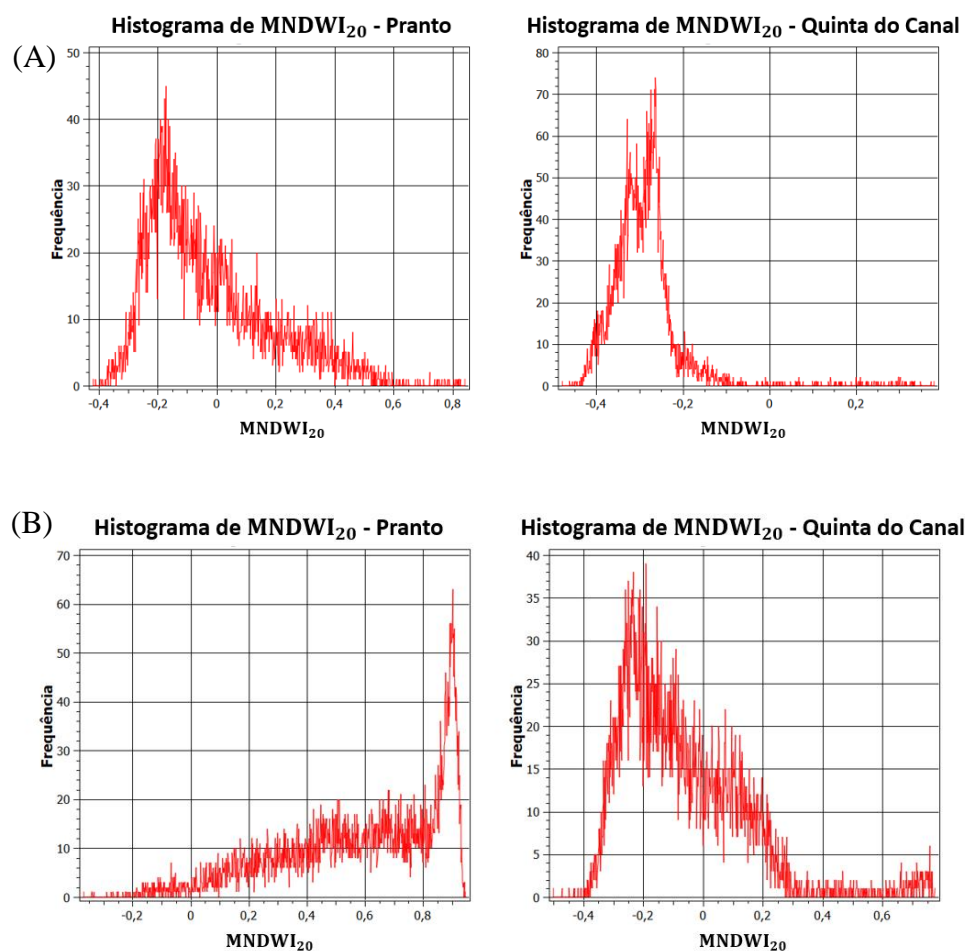 Histograma de MNDWI₂₀ - Pranto
Histograma de MNDWI₂₀ - Quinta do Canal
(A)
50
40
30
20
10
0
Frequência
-0,4 -0,2 0 0,2 0,4 0,6 0,8
MNDWI₂₀
80
70
60
50
40
30
20
10
0
Frequência
-0,4 -0,2 0 0,2
MNDWI₂₀
(B)
Histograma de MNDWI₂₀ - Pranto
Histograma de MNDWI₂₀ - Quinta do Canal
70
60
50
40
30
20
10
0
Frequência
-0,2 0 0,2 0,4 0,6 0,8
MNDWI₂₀
40
35
30
25
20
15
10
5
0
Frequência
-0,4 -0,2 0 0,2 0,4 0,6
MNDWI₂₀